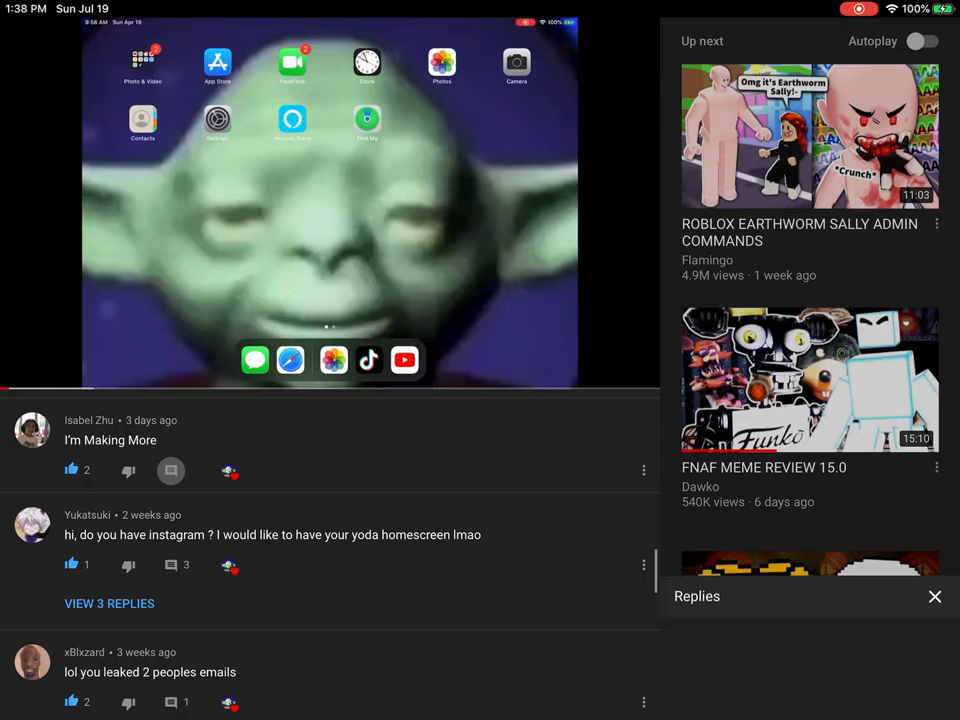 1:38 PM Sun Jul 19
100%
9:56 AM Sun Apr 19
100%
2
2
Photo & Video
App Store
FaceTime
Clock
Photos
Camera
Contacts
Settings
Amazon Alexa
Find My
Isabel Zhu • 3 days ago
I'm Making More
2
Yukatsuki • 2 weeks ago
hi, do you have instagram ? I would like to have your yoda homescreen lmao
1
3
VIEW 3 REPLIES
xBlxzard • 3 weeks ago
lol you leaked 2 peoples emails
2
1
Up next
Autoplay
Omg it's Earthworm
Sally!-
*Crunch*
11:03
ROBLOX EARTHWORM SALLY ADMIN
COMMANDS
Flamingo
4.9M views · 1 week ago
Funko
15:10
FNAF MEME REVIEW 15.0
Dawko
540K views · 6 days ago
Replies